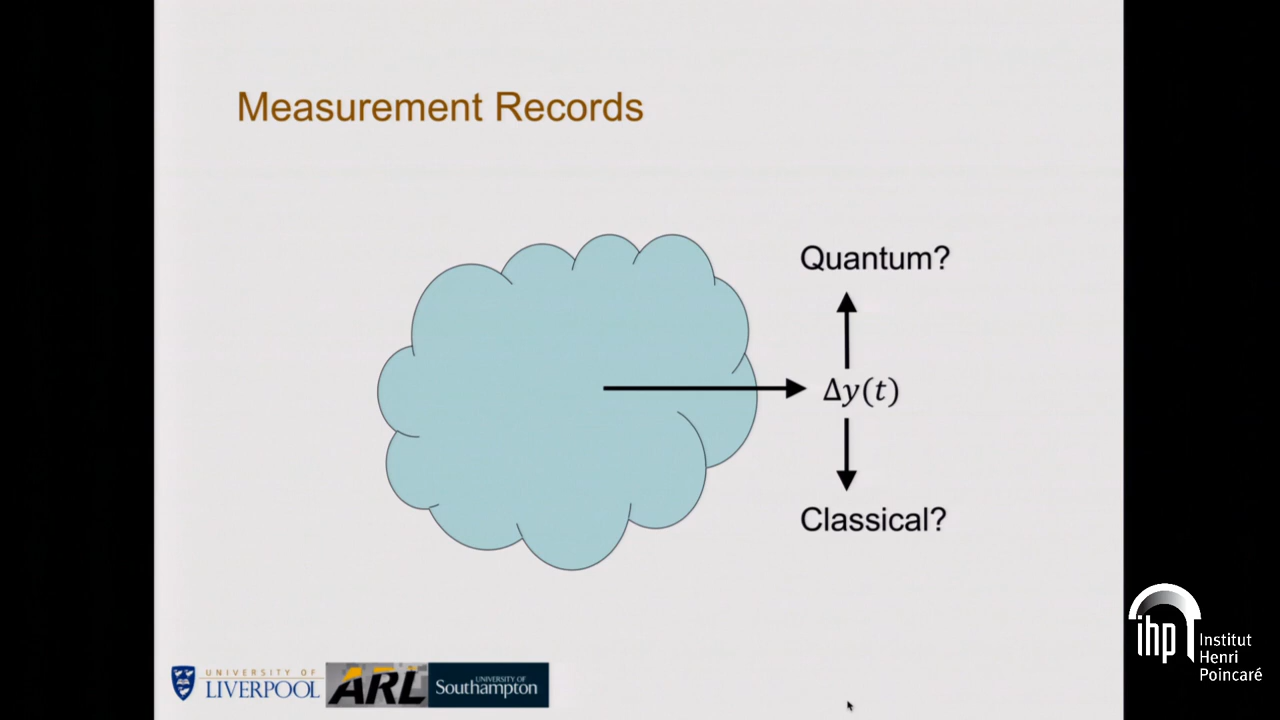 Measurement Records
Quantum?
Δy(t)
Classical?
UNIVERSITY OF
LIVERPOOL
ARL
UNIVERSITY OF
Southampton
ihp
Institut
Henri
Poincaré